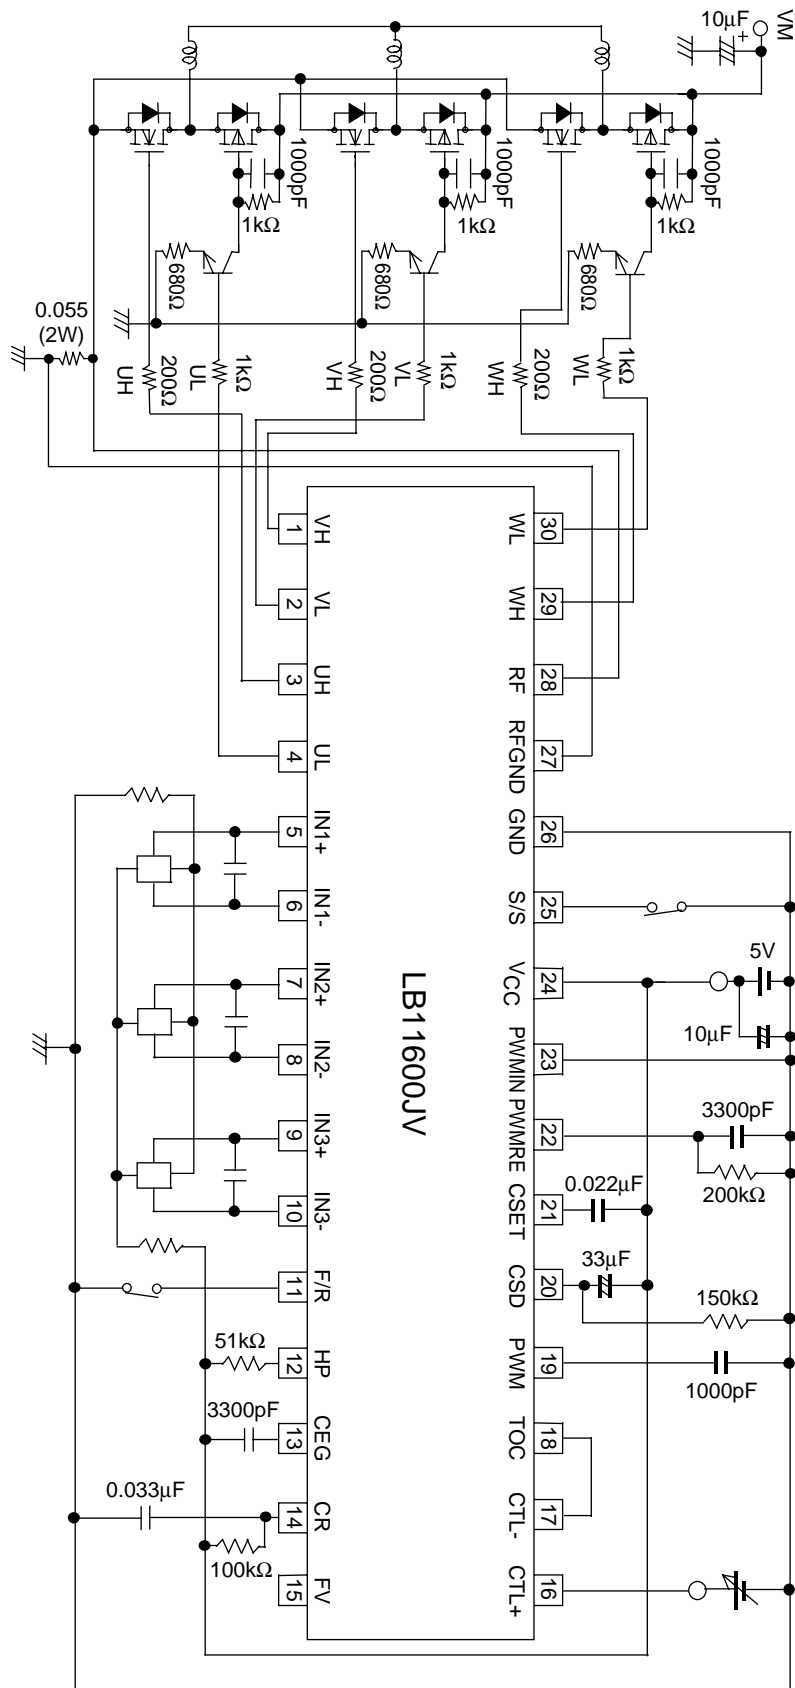 10µF
+
VM
1000pF
1000pF
1000pF
1kΩ
1kΩ
1kΩ
680Ω
680Ω
680Ω
0.055
(2W)
UH
200Ω
UL
1kΩ
VH
200Ω
VL
1kΩ
WH
200Ω
WL
1kΩ
LB11600JV
1 VH
2 VL
3 UH
4 UL
5 IN1+
6 IN1-
7 IN2+
8 IN2-
9 IN3+
10 IN3-
11 F/R
51kΩ
12 HP
3300pF
13 CEG
0.033µF
14 CR
100kΩ
15 FV
WL 30
WH 29
RF 28
RFGND 27
GND 26
S/S 25
VCC 24
5V
10µF
PWMIN 23
PWMRE 22
3300pF
200kΩ
CSET 21
0.022µF
CSD 20
33µF
150kΩ
PWM 19
1000pF
TOC 18
CTL- 17
CTL+ 16